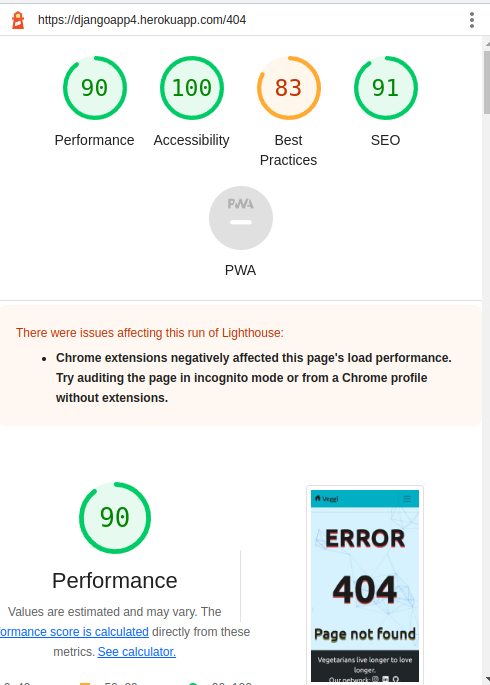 https://djangoapp4.herokuapp.com/404
90 100 83 91
Performance Accessibility Best Practices SEO
PWA
PWA
There were issues affecting this run of Lighthouse:
• Chrome extensions negatively affected this page's load performance.
Try auditing the page in incognito mode or from a Chrome profile
without extensions.
90
Performance
Values are estimated and may vary. The
ormance score is calculated directly from these
metrics. See calculator.
Veggi
ERROR
404
Page not found
Vegetarians live longer to love
longer.
Our network: